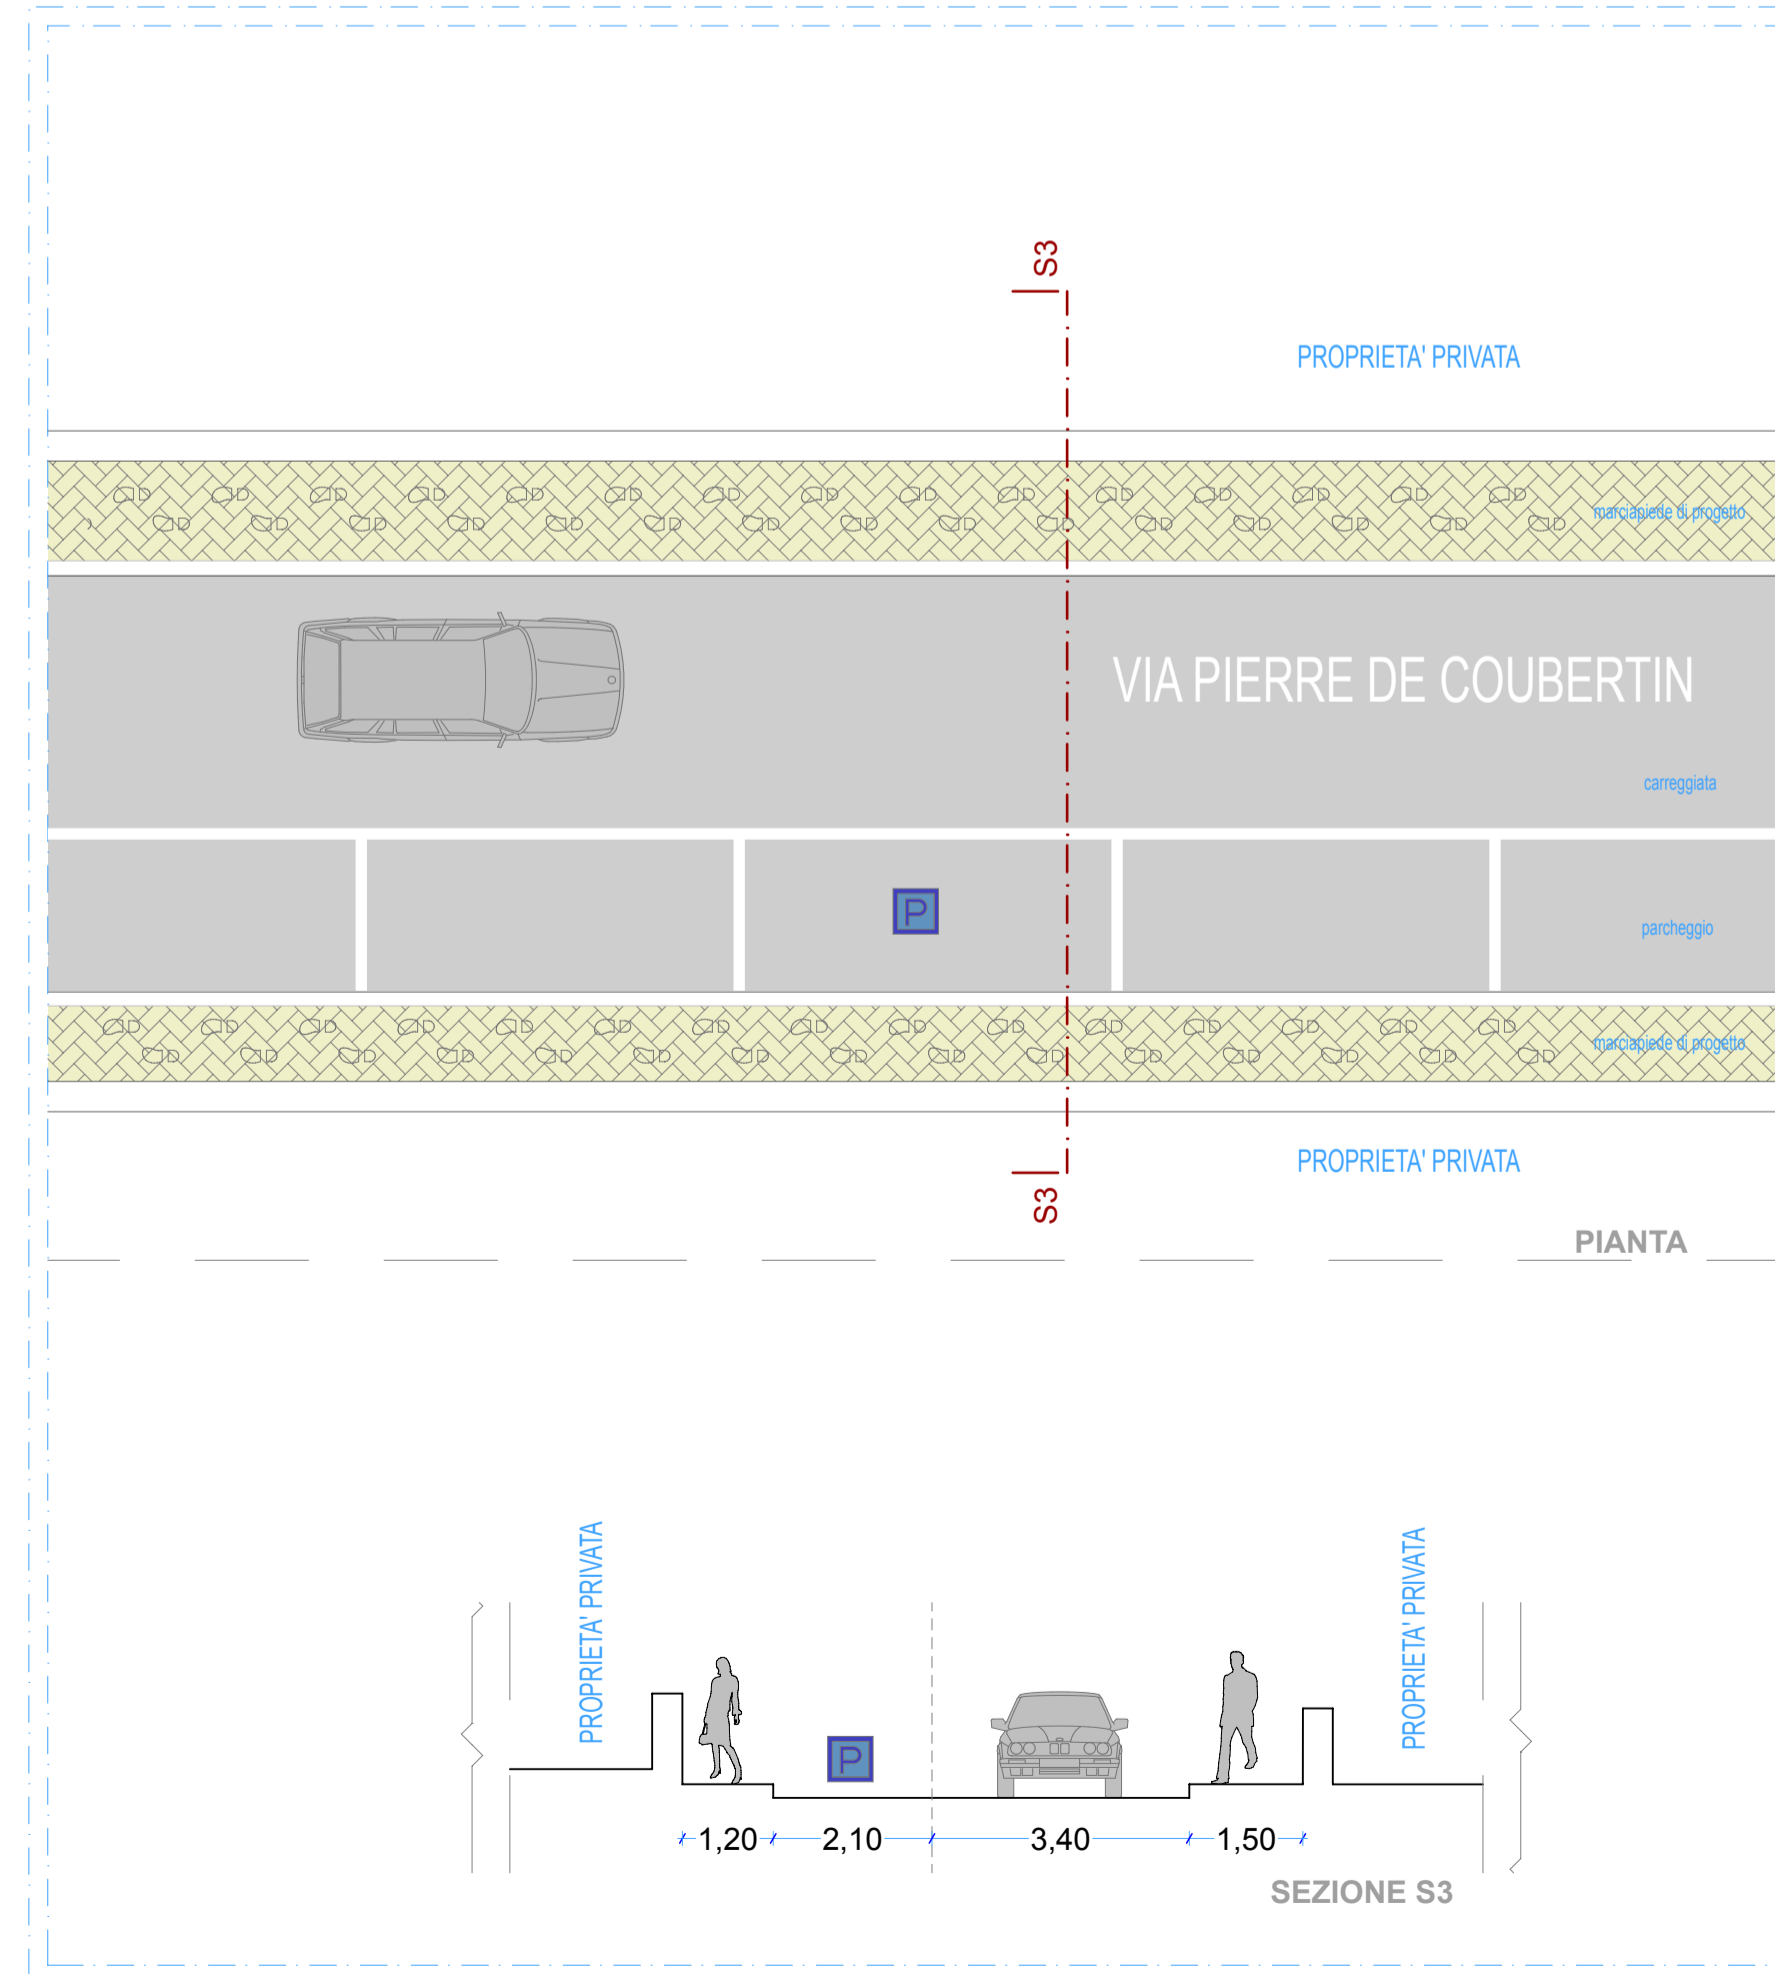 S3
PROPRIETA' PRIVATA
marciapiede di progetto
VIA PIERRE DE COUBERTIN
carreggiata
P
parcheggio
marciapiede di progetto
PROPRIETA' PRIVATA
S3
PIANTA
PROPRIETA' PRIVATA
PROPRIETA' PRIVATA
P
1,20 2,10 3,40 1,50
SEZIONE S3